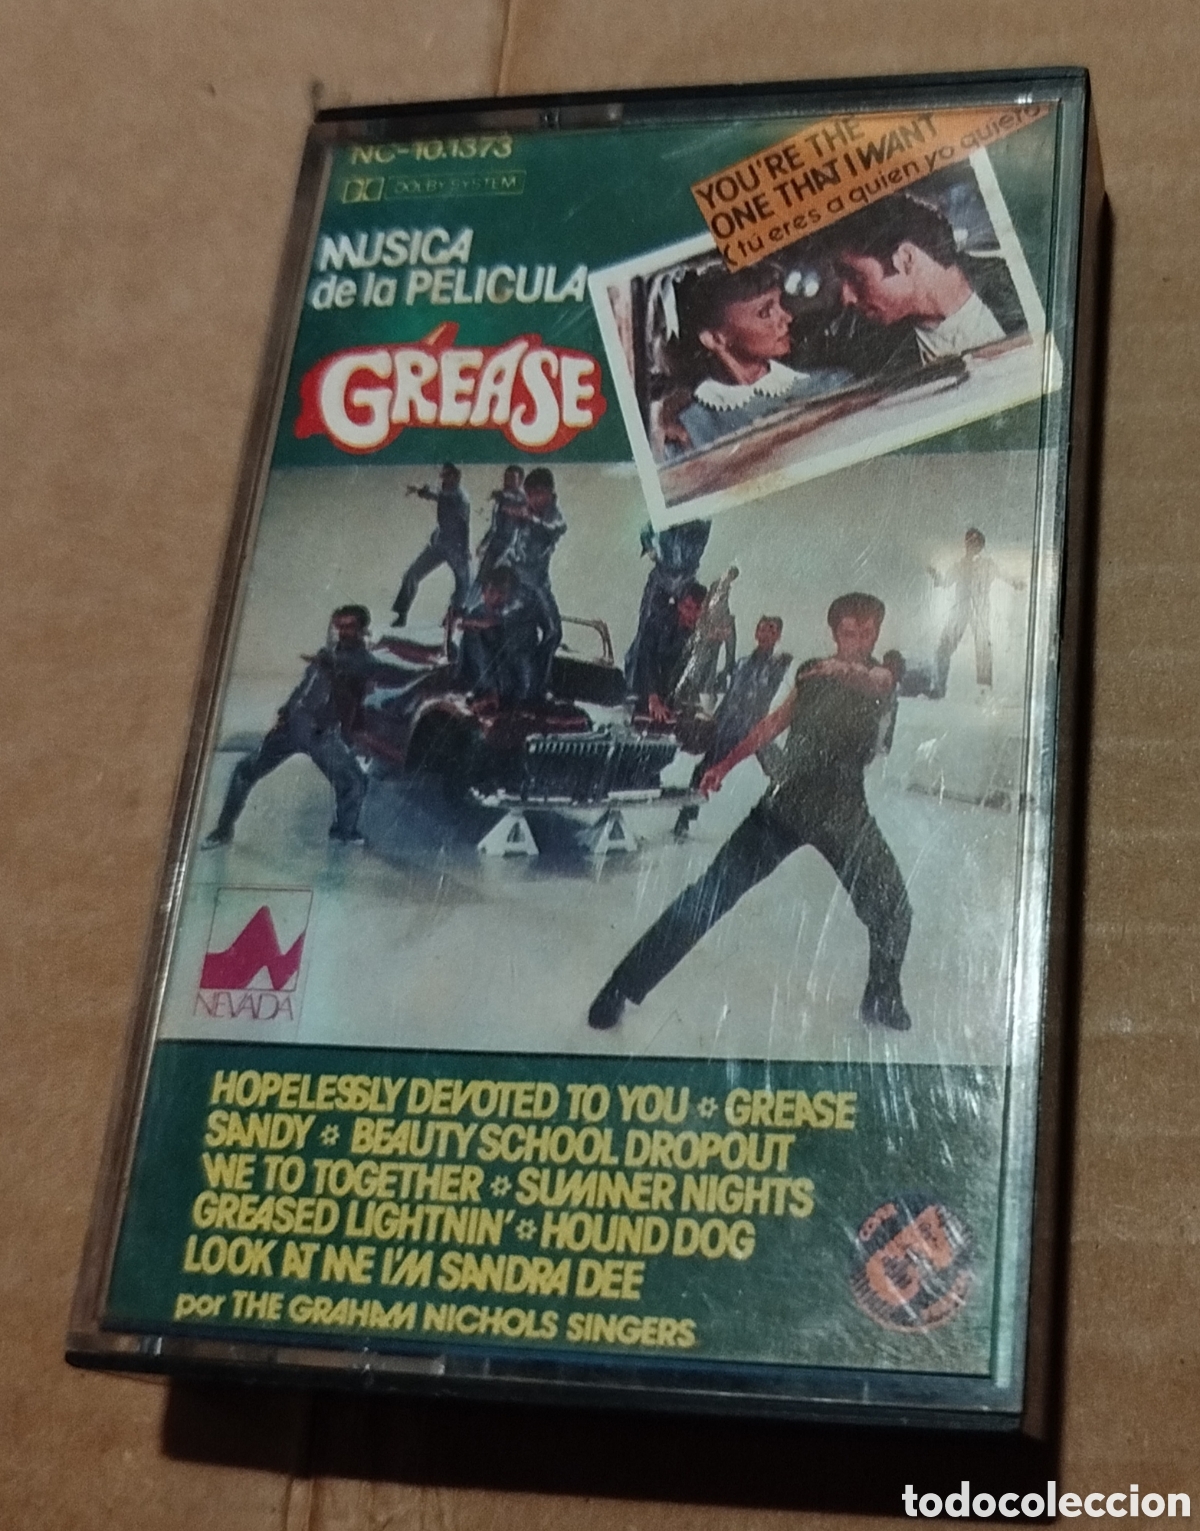 NC-10.1373
DOLBY SYSTEM
YOU'RE THE
ONE THAT I WANT
(tú eres a quien yo quiero)
MUSICA
de la PELICULA
GREASE
NEVADA
HOPELESSLY DEVOTED TO YOU * GREASE
SANDY * BEAUTY SCHOOL DROPOUT
WE TO TOGETHER * SUMMER NIGHTS
GREASED LIGHTNIN' * HOUND DOG
LOOK AT ME I'M SANDRA DEE
por THE GRAHAM NICHOLS SINGERS
todocoleccion